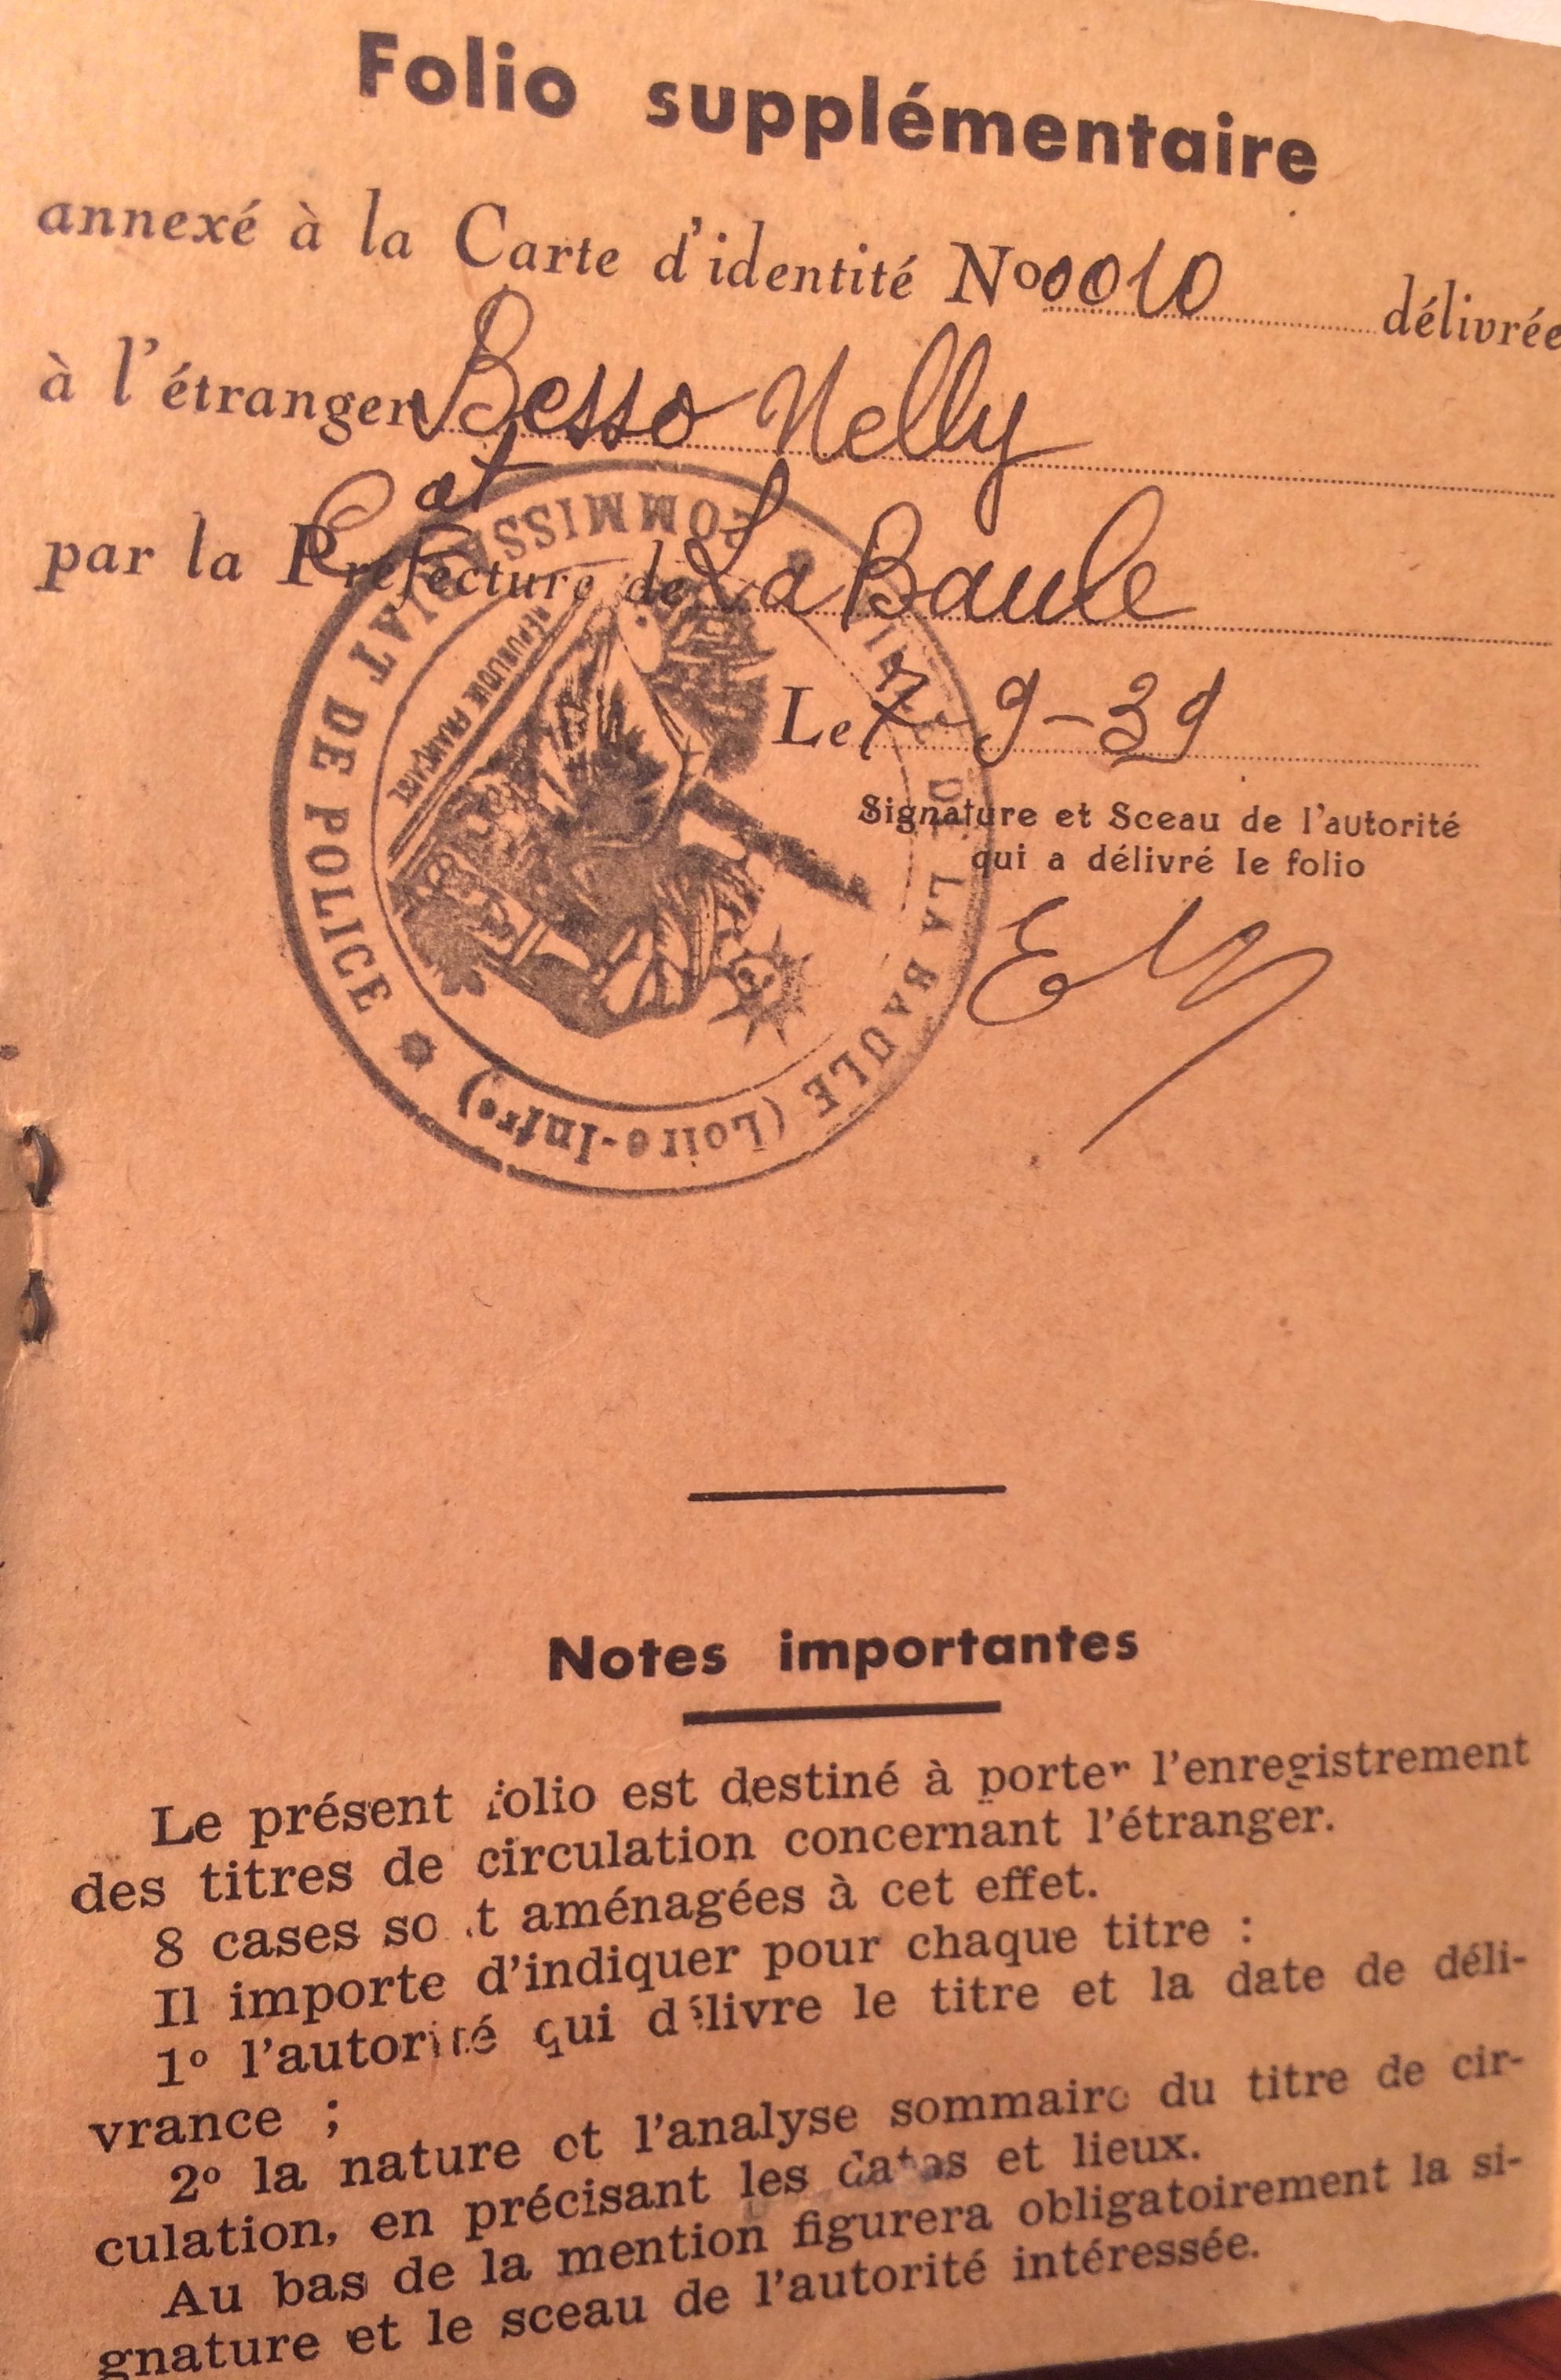 Folio supplémentaire
annexé à la Carte d'identité Nº 0010 délivrée
à l'étranger Besso Nelly
Cat
par la Préfecture de La Baule
Le 7-9-39
Signature et Sceau de l'autorité
qui a délivré le folio
COMMISSARIAT DE POLICE
VILLE DE LA BAULE (Loire-Infre)
RÉPUBLIQUE FRANÇAISE
Notes importantes
Le présent folio est destiné à porter l'enregistrement
des titres de circulation concernant l'étranger.
8 cases sont aménagées à cet effet.
Il importe d'indiquer pour chaque titre :
1º l'autorité qui délivre le titre et la date de déli-
vrance ;
2º la nature et l'analyse sommaire du titre de cir-
culation, en précisant les dates et lieux.
Au bas de la mention figurera obligatoirement la si-
gnature et le sceau de l'autorité intéressée.